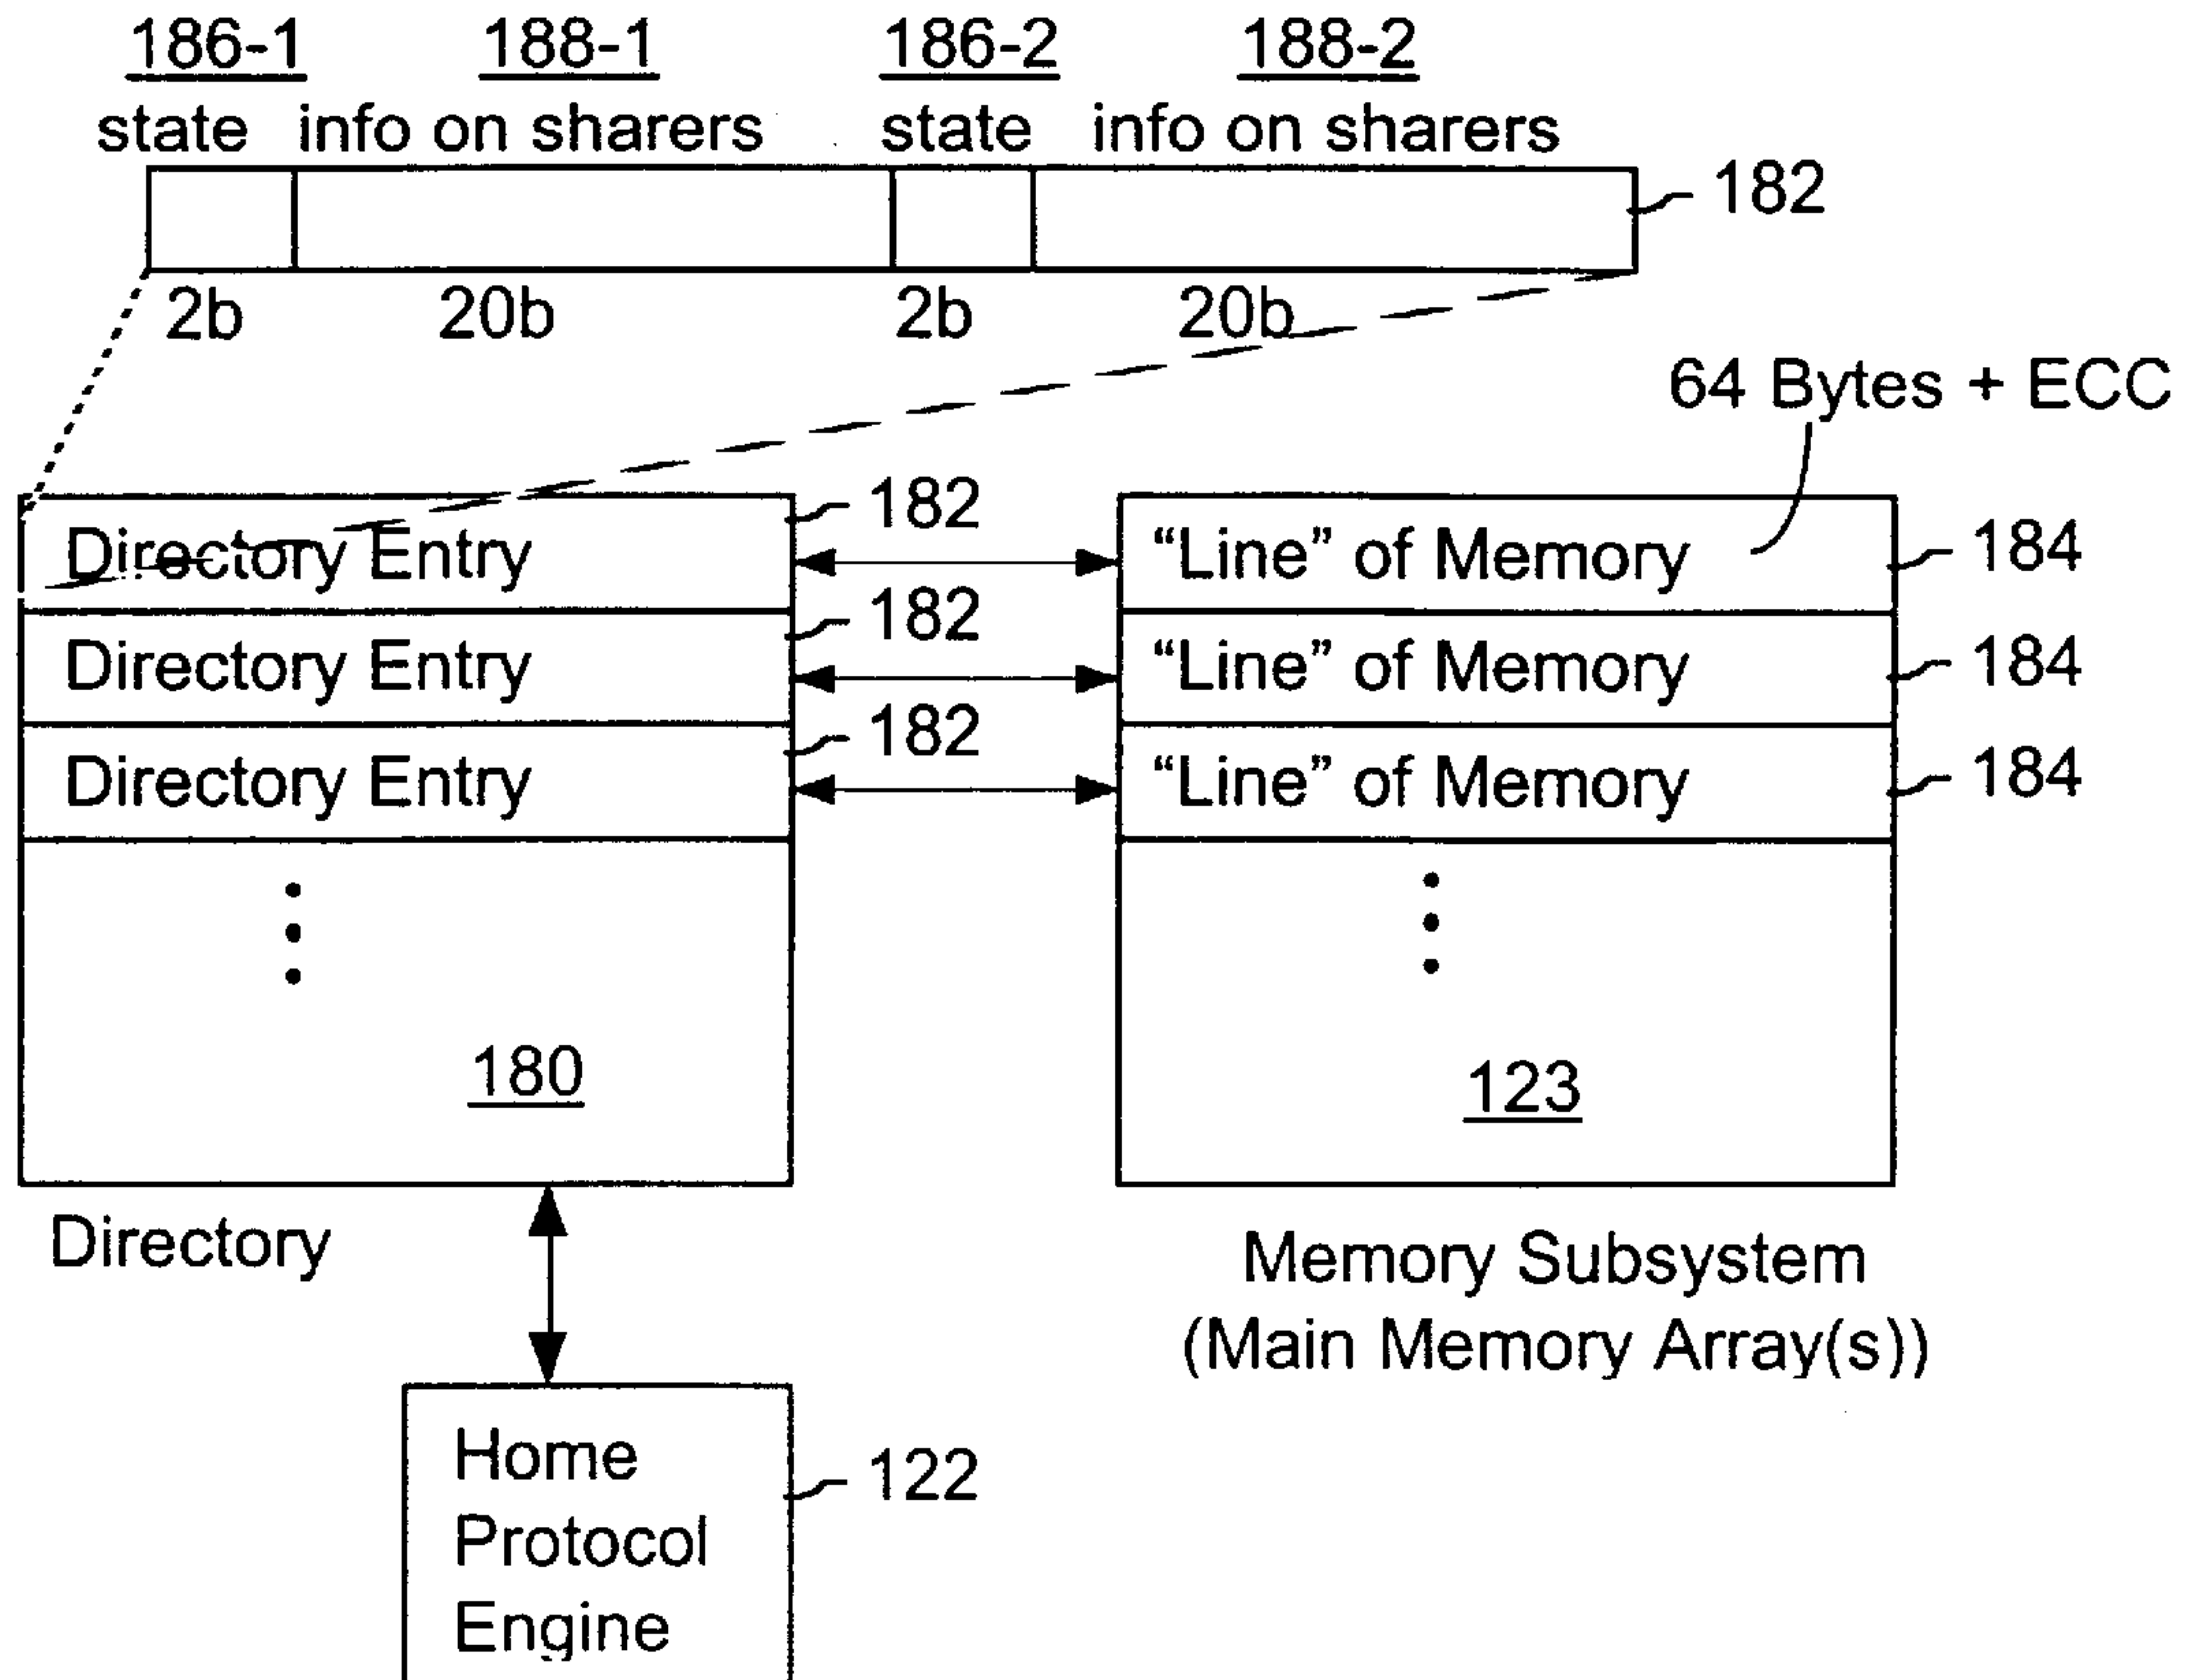 186-1 188-1 186-2 188-2
state info on sharers state info on sharers
182
2b 20b 2b 20b
64 Bytes + ECC
Directory Entry 182 “Line” of Memory 184
Directory Entry 182 “Line” of Memory 184
Directory Entry 182 “Line” of Memory 184
180 123
Directory
Memory Subsystem
(Main Memory Array(s))
Home
Protocol
Engine
122